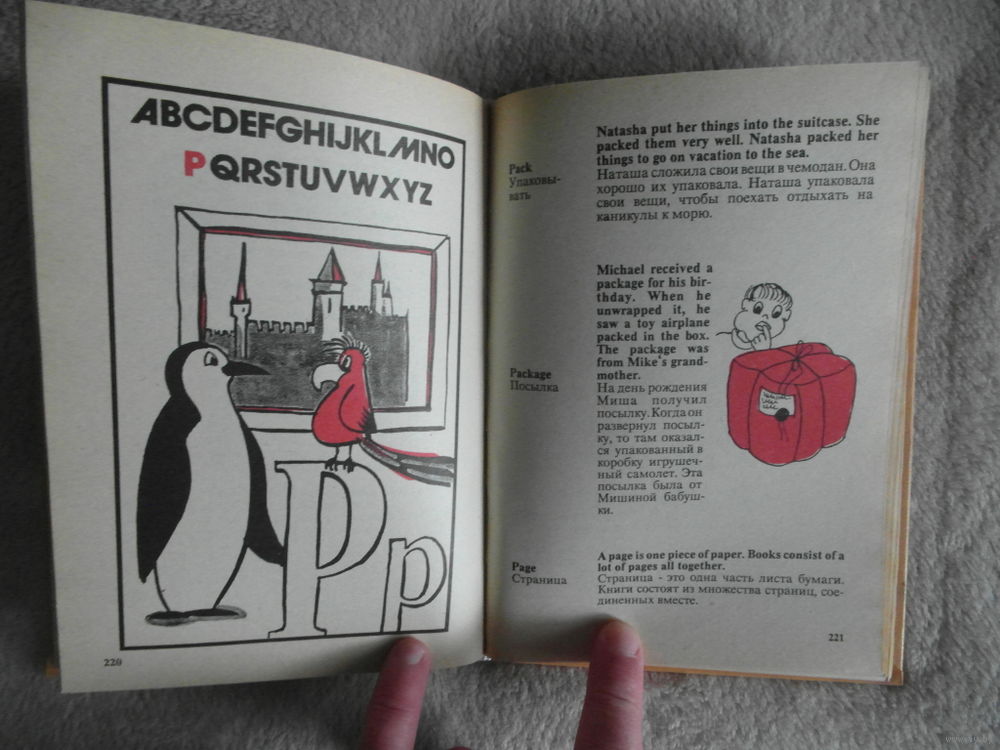 ABCDEFGHIJKLMNO
PQRSTUVWXYZ
Pp
220
Pack
Упаковы-
вать
Natasha put her things into the suitcase. She
packed them very well. Natasha packed her
things to go on vacation to the sea.
Наташа сложила свои вещи в чемодан. Она
хорошо их упаковала. Наташа упаковала
свои вещи, чтобы поехать отдыхать на
каникулы к морю.
Package
Посылка
Michael received a
package for his bir-
thday. When he
unwrapped it, he
saw a toy airplane
packed in the box.
The package was
from Mike's grand-
mother.
На день рождения
Миша получил
посылку. Когда он
развернул посыл-
ку, то там оказал-
ся упакованный в
коробку игрушеч-
ный самолет. Эта
посылка была от
Мишиной бабуш-
ки.
Page
Страница
A page is one piece of paper. Books consist of a
lot of pages all together.
Страница - это одна часть листа бумаги.
Книги состоят из множества страниц, сое-
диненных вместе.
221